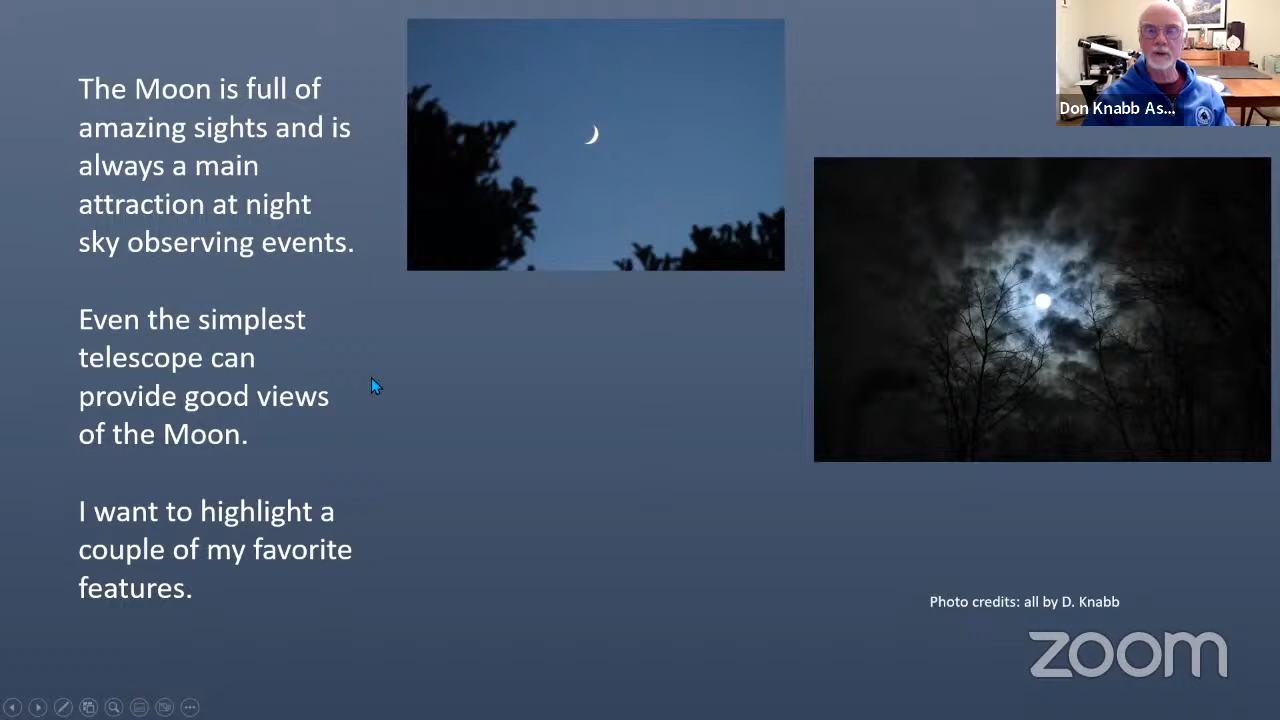 The Moon is full of
amazing sights and is
always a main
attraction at night
sky observing events.
Even the simplest
telescope can
provide good views
of the Moon.
I want to highlight a
couple of my favorite
features.
Don Knabb As...
Photo credits: all by D. Knabb
zoom